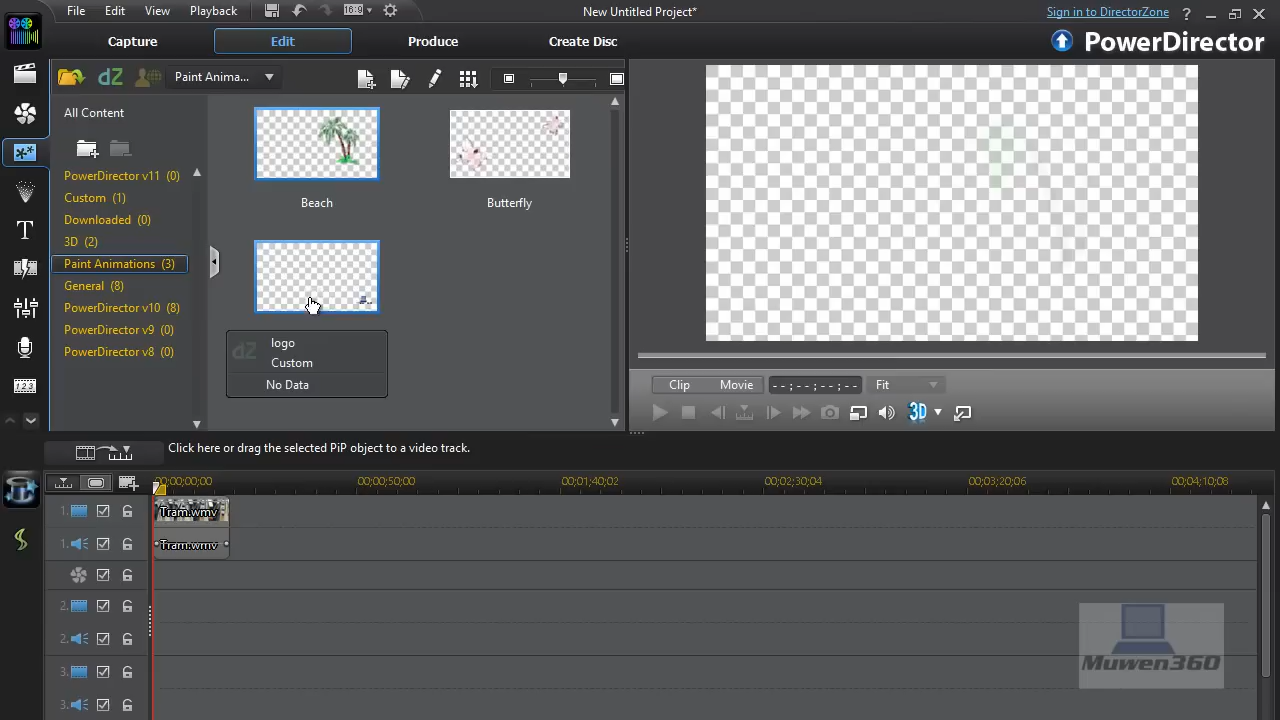 File Edit View Playback 16:9 New Untitled Project* Sign in to DirectorZone ?
Capture Edit Produce Create Disc PowerDirector
dZ Paint Anima...
All Content
PowerDirector v11 (0)
Custom (1)
Downloaded (0)
3D (2)
Paint Animations (3)
General (8)
PowerDirector v10 (8)
PowerDirector v9 (0)
PowerDirector v8 (0)
Beach Butterfly
dZ logo
Custom
No Data
Clip Movie --;--;--;-- Fit
3D
Click here or drag the selected PiP object to a video track.
00;00;00;00 00;00;50;00 00;01;40;02 00;02;30;04 00;03;20;06 00;04;10;08
1. Tram.wmv
1. Tram.wmv
2.
2.
3.
3.
Muwen360